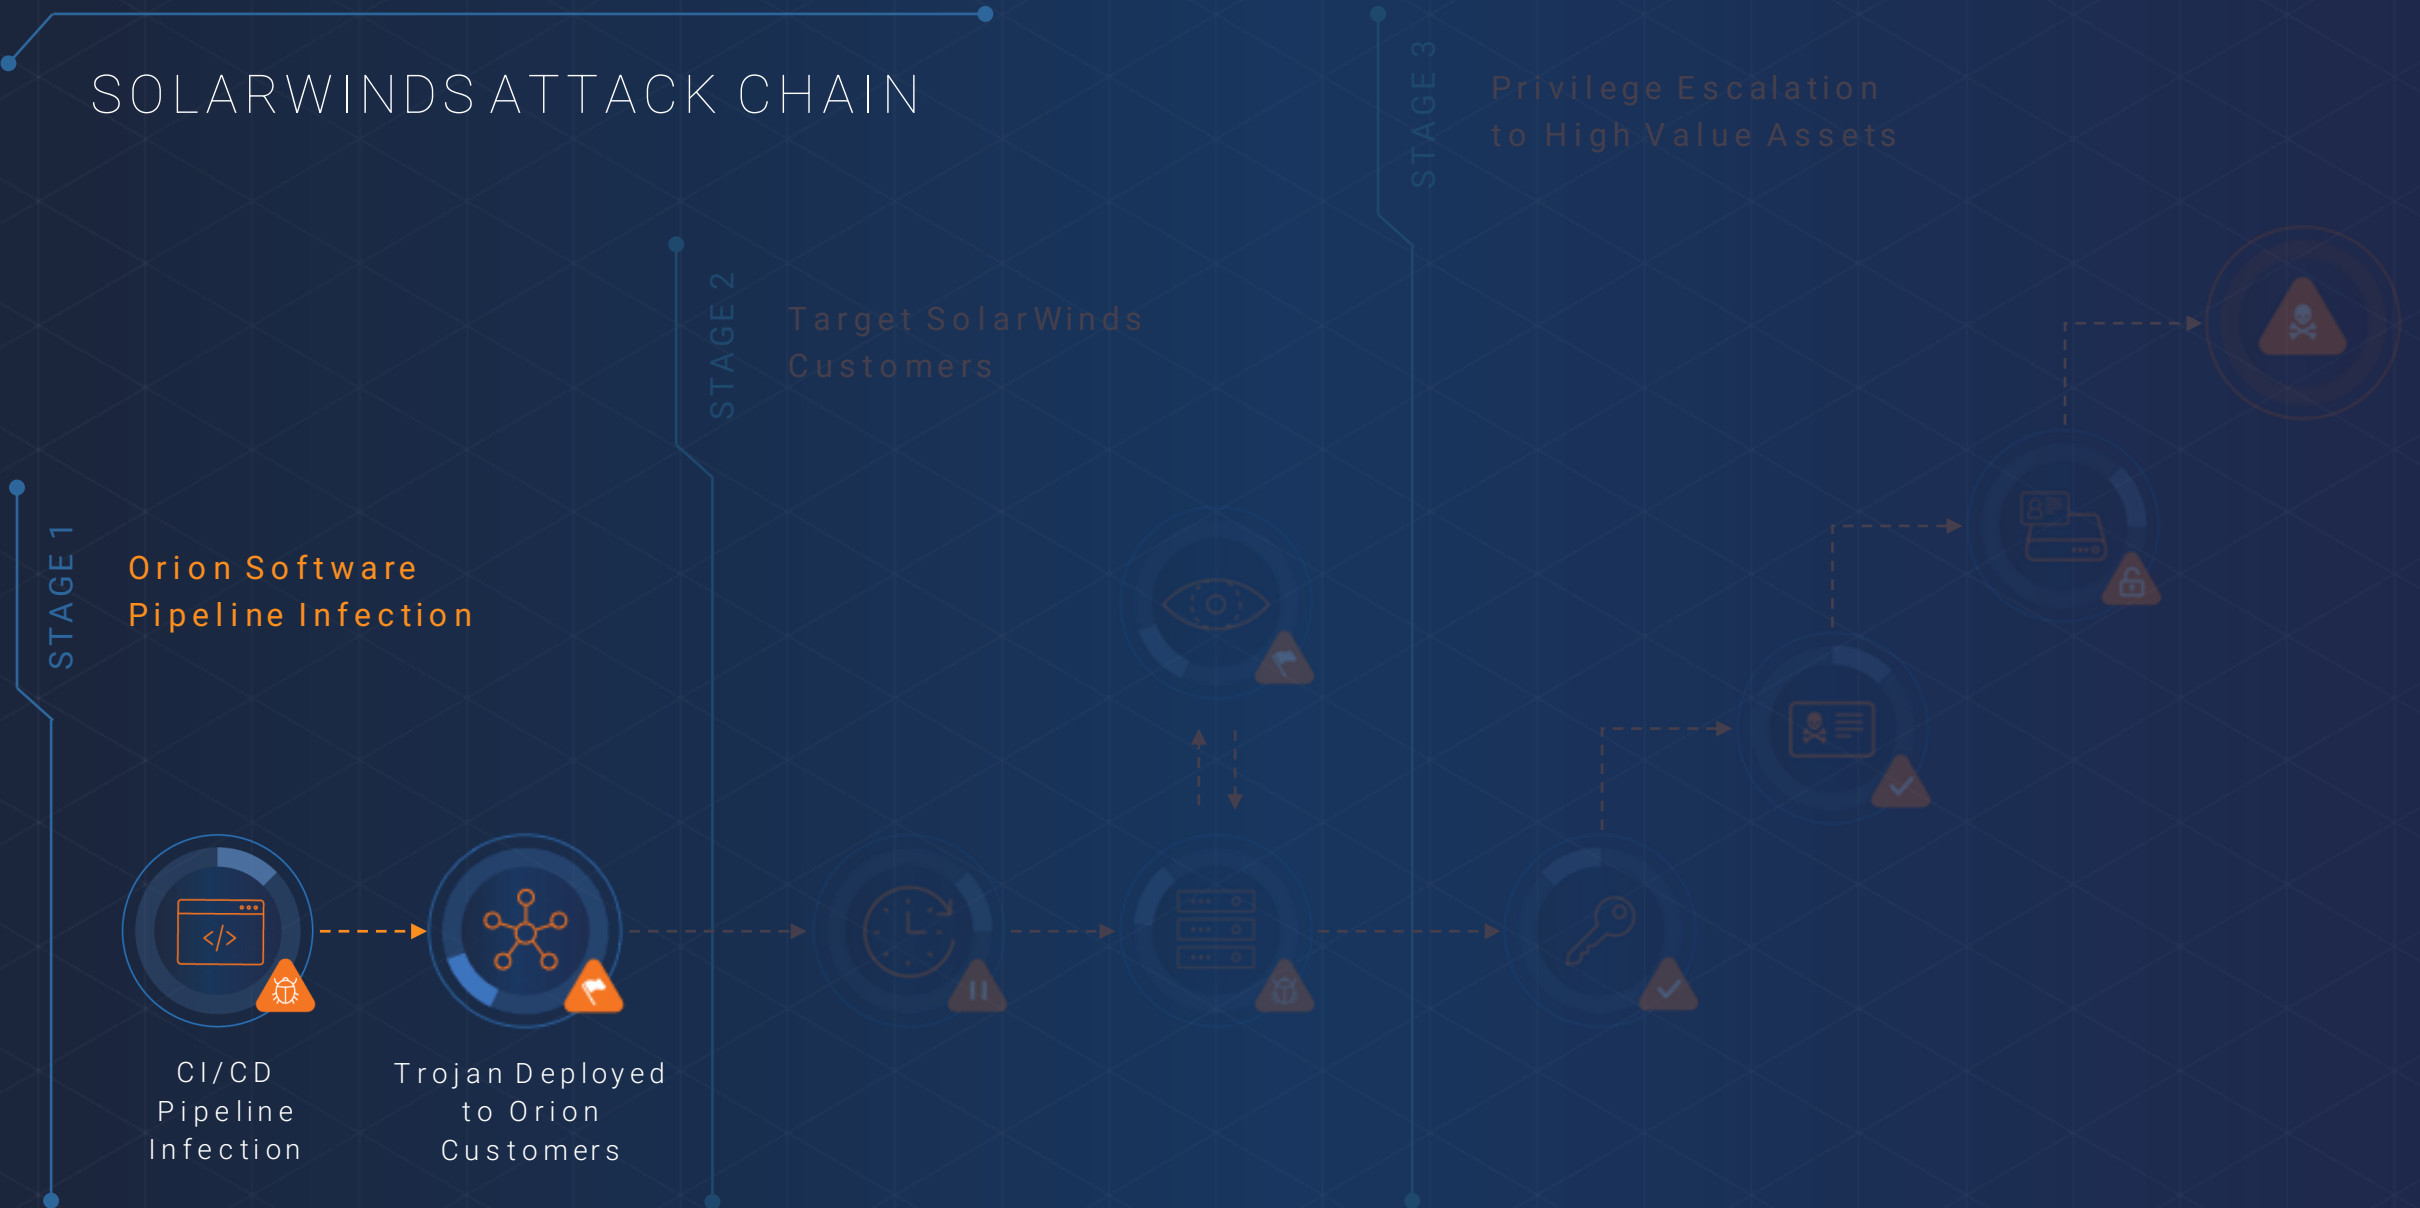 SOLARWINDS ATTACK CHAIN
STAGE 1
Orion Software
Pipeline Infection
CI/CD
Pipeline
Infection
</>
Trojan Deployed
to Orion
Customers
STAGE 2
Target SolarWinds
Customers
STAGE 3
Privilege Escalation
to High Value Assets